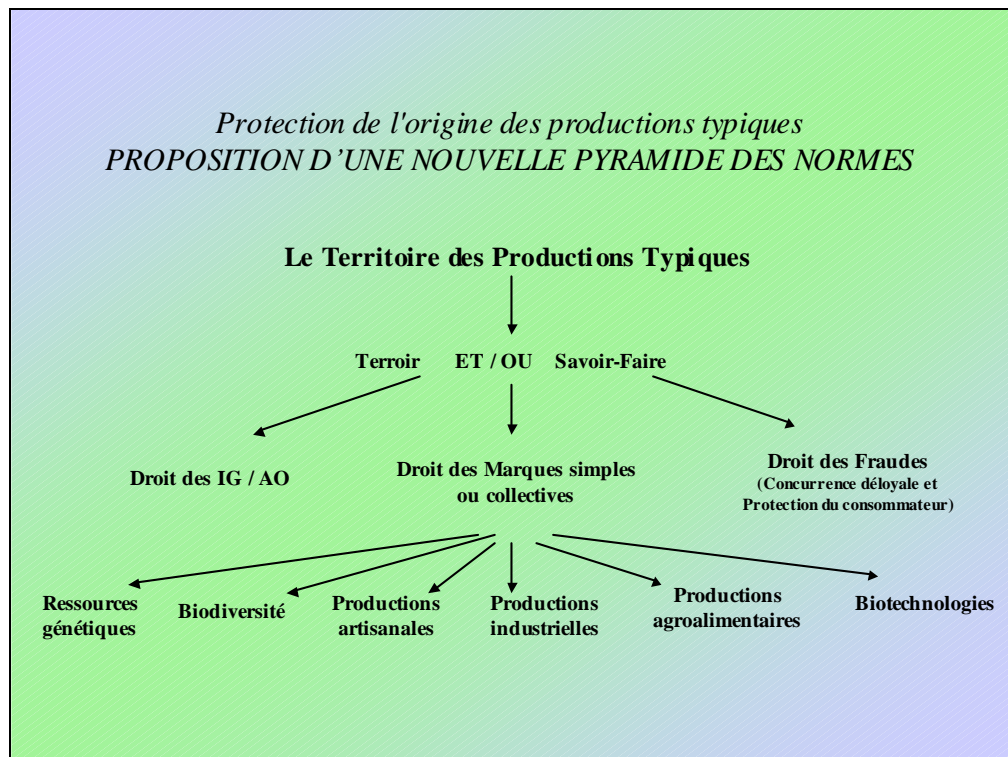 Protection de l'origine des productions typiques
PROPOSITION D'UNE NOUVELLE PYRAMIDE DES NORMES
Le Territoire des Productions Typiques
Terroir ET / OU Savoir-Faire
Droit des IG / AO
Droit des Marques simples
ou collectives
Droit des Fraudes
(Concurrence déloyale et
Protection du consommateur)
Ressources
génétiques
Biodiversité
Productions
artisanales
Productions
industrielles
Productions
agroalimentaires
Biotechnologies